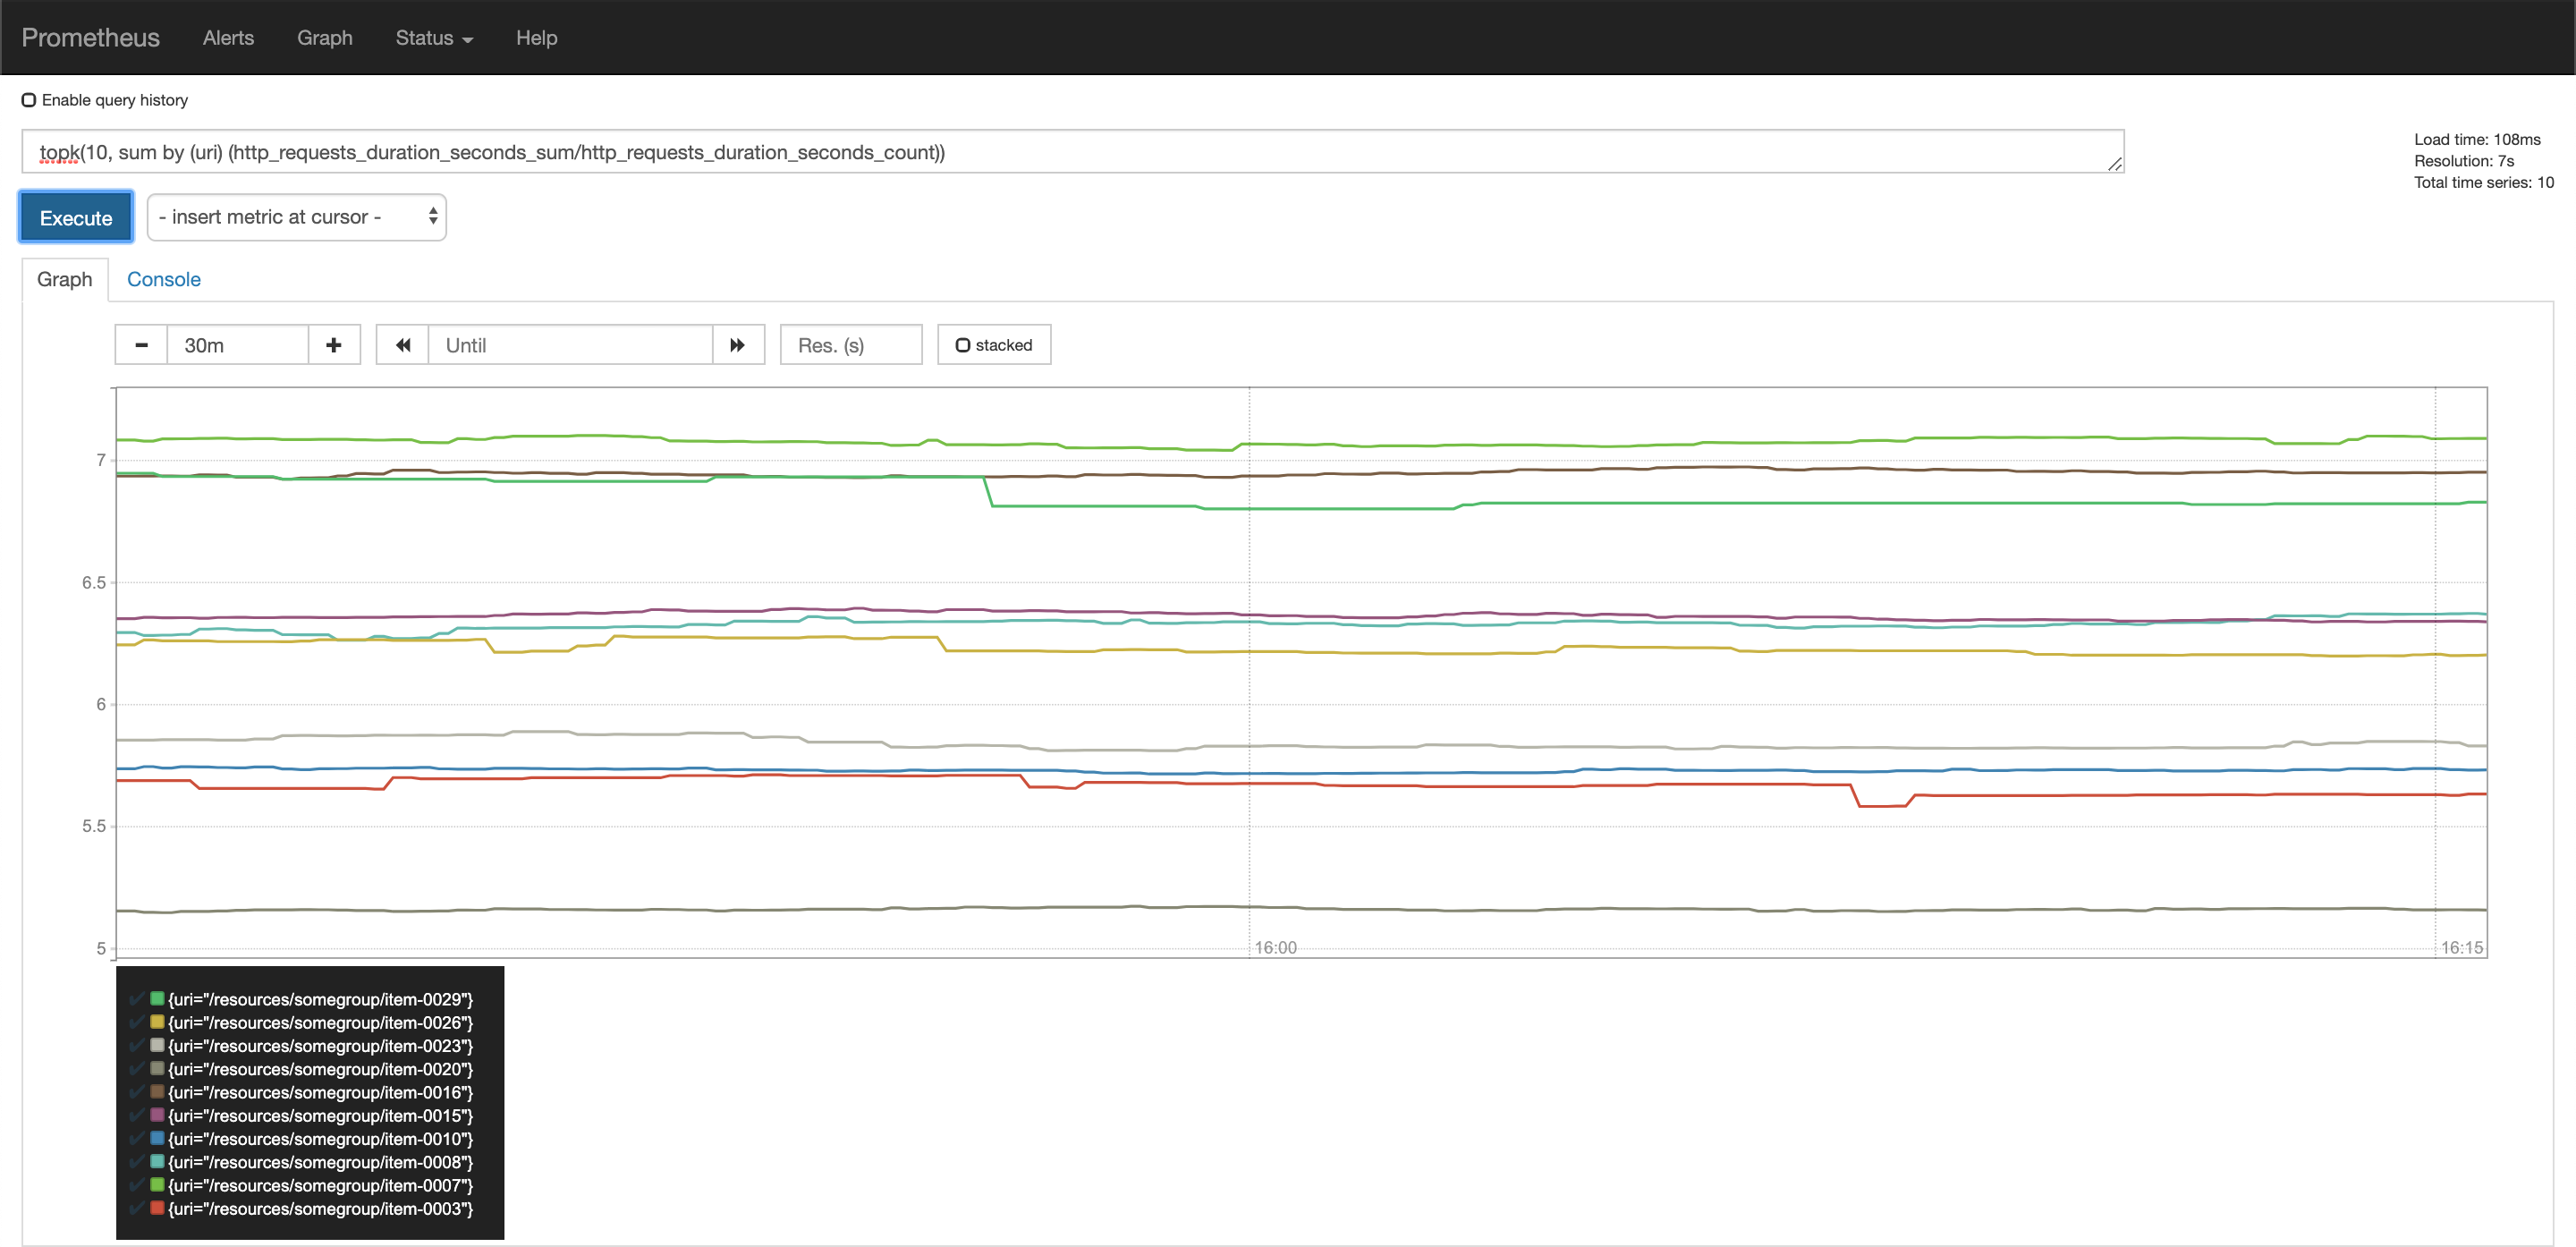 Prometheus Alerts Graph Status Help
Enable query history
topk(10, sum by (uri) (http_requests_duration_seconds_sum/http_requests_duration_seconds_count))
Load time: 108ms
Resolution: 7s
Total time series: 10
Execute - insert metric at cursor -
Graph Console
30m Until Res. (s) stacked
7
6.5
6
5.5
5
16:00 16:15
{uri="/resources/somegroup/item-0029"}
{uri="/resources/somegroup/item-0026"}
{uri="/resources/somegroup/item-0023"}
{uri="/resources/somegroup/item-0020"}
{uri="/resources/somegroup/item-0016"}
{uri="/resources/somegroup/item-0015"}
{uri="/resources/somegroup/item-0010"}
{uri="/resources/somegroup/item-0008"}
{uri="/resources/somegroup/item-0007"}
{uri="/resources/somegroup/item-0003"}